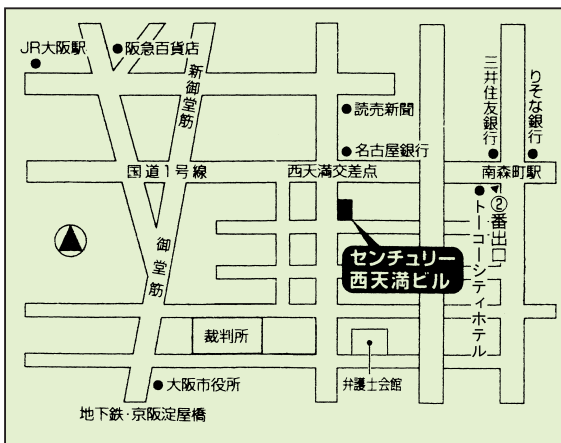 JR大阪駅
阪急百貨店
新御堂筋
読売新聞
名古屋銀行
三井住友銀行
りそな銀行
国道1号線
西天満交差点
南森町駅
②番出口
トーコーシティホテル
御堂筋
センチュリー
西天満ビル
裁判所
弁護士会館
大阪市役所
地下鉄・京阪淀屋橋